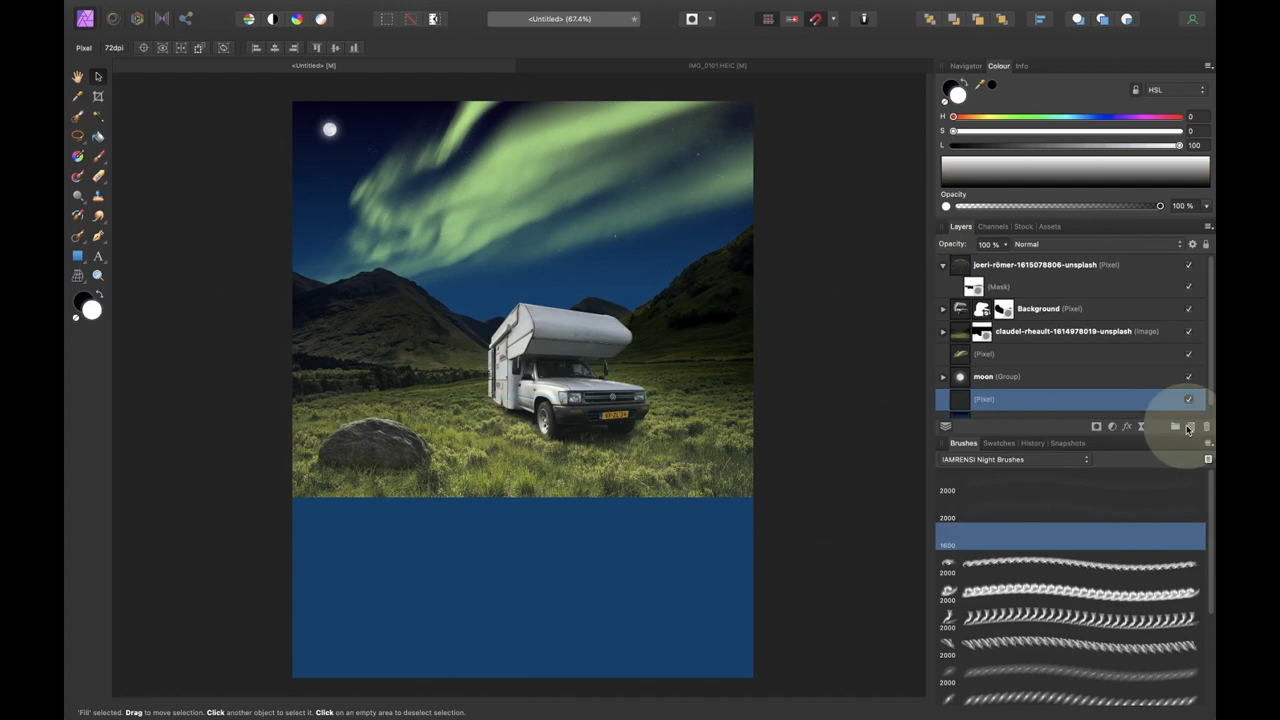 <Untitled> (67.4%)
Pixel 72dpi
<Untitled> [M]
IMG_0101.HEIC [M]
Navigator Colour Info
HSL
H 0
S 0
L 100
Opacity
100 %
Layers Channels Stock Assets
Opacity: 100 % Normal
joeri-römer-1615078806-unsplash (Pixel)
(Mask)
Background (Pixel)
claudel-rheault-1614978019-unsplash (Image)
(Pixel)
moon (Group)
(Pixel)
fx
Brushes Swatches History Snapshots
IAMRENSI Night Brushes
2000
2000
1600
2000
2000
2000
2000
2000
'Fill' selected. Drag to move selection. Click another object to select it. Click on an empty area to deselect selection.